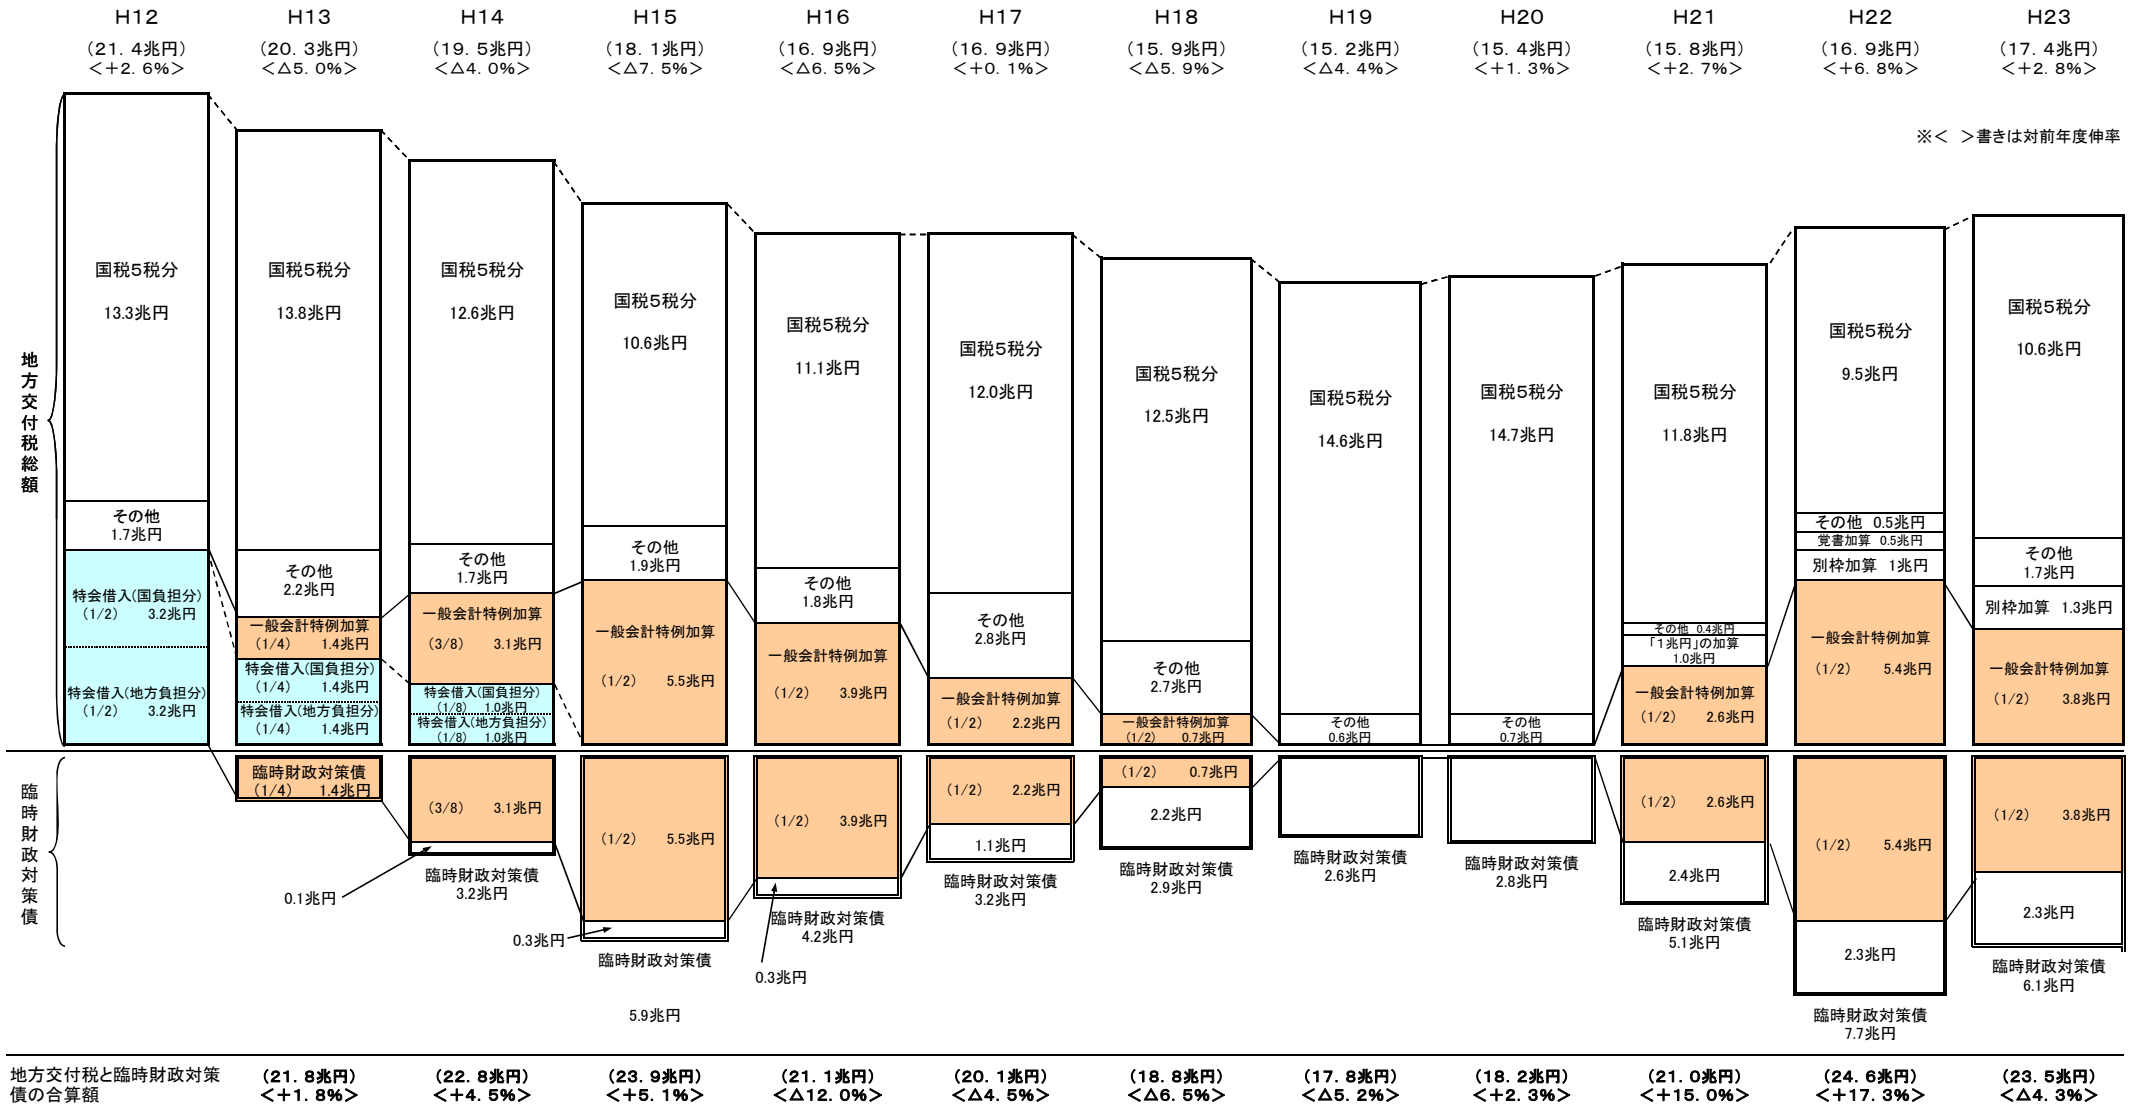 H12 H13 H14 H15 H16 H17 H18 H19 H20 H21 H22 H23
(21.4兆円) (20.3兆円) (19.5兆円) (18.1兆円) (16.9兆円) (16.9兆円) (15.9兆円) (15.2兆円) (15.4兆円) (15.8兆円) (16.9兆円) (17.4兆円)
<+2.6%> <△5.0%> <△4.0%> <△7.5%> <△6.5%> <+0.1%> <△5.9%> <△4.4%> <+1.3%> <+2.7%> <+6.8%> <+2.8%>
※< >書きは対前年度伸率
地方交付税総額
国税5税分
13.3兆円
その他
1.7兆円
特会借入(国負担分)
(1/2) 3.2兆円
特会借入(地方負担分)
(1/2) 3.2兆円
国税5税分
13.8兆円
その他
2.2兆円
一般会計特例加算
(1/4) 1.4兆円
特会借入(国負担分)
(1/4) 1.4兆円
特会借入(地方負担分)
(1/4) 1.4兆円
国税5税分
12.6兆円
その他
1.7兆円
一般会計特例加算
(3/8) 3.1兆円
特会借入(国負担分)
(1/8) 1.0兆円
特会借入(地方負担分)
(1/8) 1.0兆円
国税5税分
10.6兆円
その他
1.9兆円
一般会計特例加算
(1/2) 5.5兆円
国税5税分
11.1兆円
その他
1.8兆円
一般会計特例加算
(1/2) 3.9兆円
国税5税分
12.0兆円
その他
2.8兆円
一般会計特例加算
(1/2) 2.2兆円
国税5税分
12.5兆円
その他
2.7兆円
一般会計特例加算
(1/2) 0.7兆円
国税5税分
14.6兆円
その他
0.6兆円
国税5税分
14.7兆円
その他
0.7兆円
国税5税分
11.8兆円
その他 0.4兆円
「1兆円」の加算
1.0兆円
一般会計特例加算
(1/2) 2.6兆円
国税5税分
9.5兆円
その他 0.5兆円
覚書加算 0.5兆円
別枠加算 1兆円
一般会計特例加算
(1/2) 5.4兆円
国税5税分
10.6兆円
その他
1.7兆円
別枠加算 1.3兆円
一般会計特例加算
(1/2) 3.8兆円
臨時財政対策債
臨時財政対策債
(1/4) 1.4兆円
(3/8) 3.1兆円
0.1兆円
臨時財政対策債
3.2兆円
(1/2) 5.5兆円
0.3兆円
臨時財政対策債
5.9兆円
(1/2) 3.9兆円
臨時財政対策債
4.2兆円
0.3兆円
(1/2) 2.2兆円
1.1兆円
臨時財政対策債
3.2兆円
(1/2) 0.7兆円
2.2兆円
臨時財政対策債
2.9兆円
臨時財政対策債
2.6兆円
臨時財政対策債
2.8兆円
(1/2) 2.6兆円
2.4兆円
臨時財政対策債
5.1兆円
(1/2) 5.4兆円
2.3兆円
臨時財政対策債
7.7兆円
(1/2) 3.8兆円
2.3兆円
臨時財政対策債
6.1兆円
地方交付税と臨時財政対策
債の合算額
(21.8兆円) (22.8兆円) (23.9兆円) (21.1兆円) (20.1兆円) (18.8兆円) (17.8兆円) (18.2兆円) (21.0兆円) (24.6兆円) (23.5兆円)
<+1.8%> <+4.5%> <+5.1%> <△12.0%> <△4.5%> <△6.5%> <△5.2%> <+2.3%> <+15.0%> <+17.3%> <△4.3%>